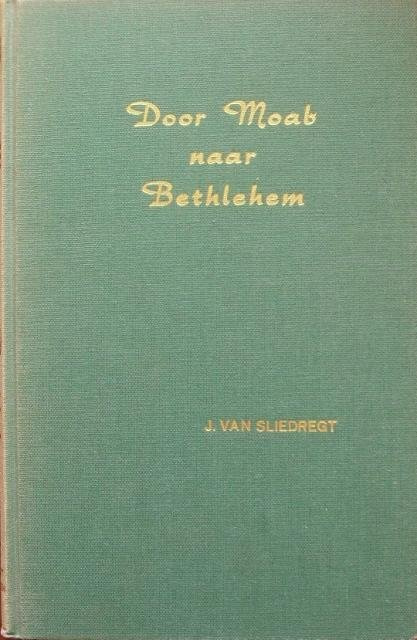 Door Moab
naar
Bethlehem
J. VAN SLIEDREGT